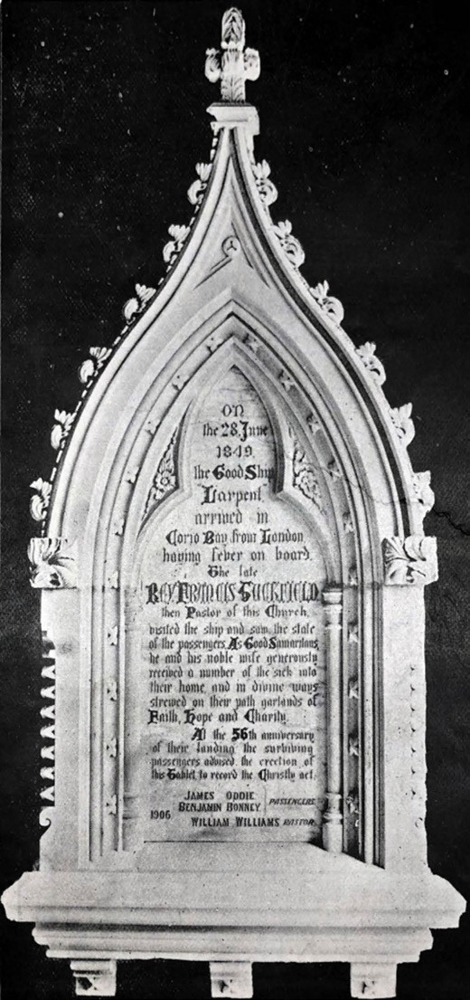 On
the 28. June
1849
the Good Ship
Larpent
arrived in
Corio Bay from London
having fever on board.
The late
Rev. Francis Tuckfield,
then Pastor of this Church,
visited the ship and saw the state
of the passengers. As Good Samaritans,
he and his noble wife generously
received a number of the sick into
their home, and in divine ways
strewed on their path garlands of
Faith, Hope and Charity.
At the 56th anniversary
of their landing the surviving
passengers advised the erection of
this Tablet to record the Christly act.
JAMES ODDIE
BENJAMIN BONNEY PASSENGERS
1906
WILLIAM WILLIAMS PASTOR.